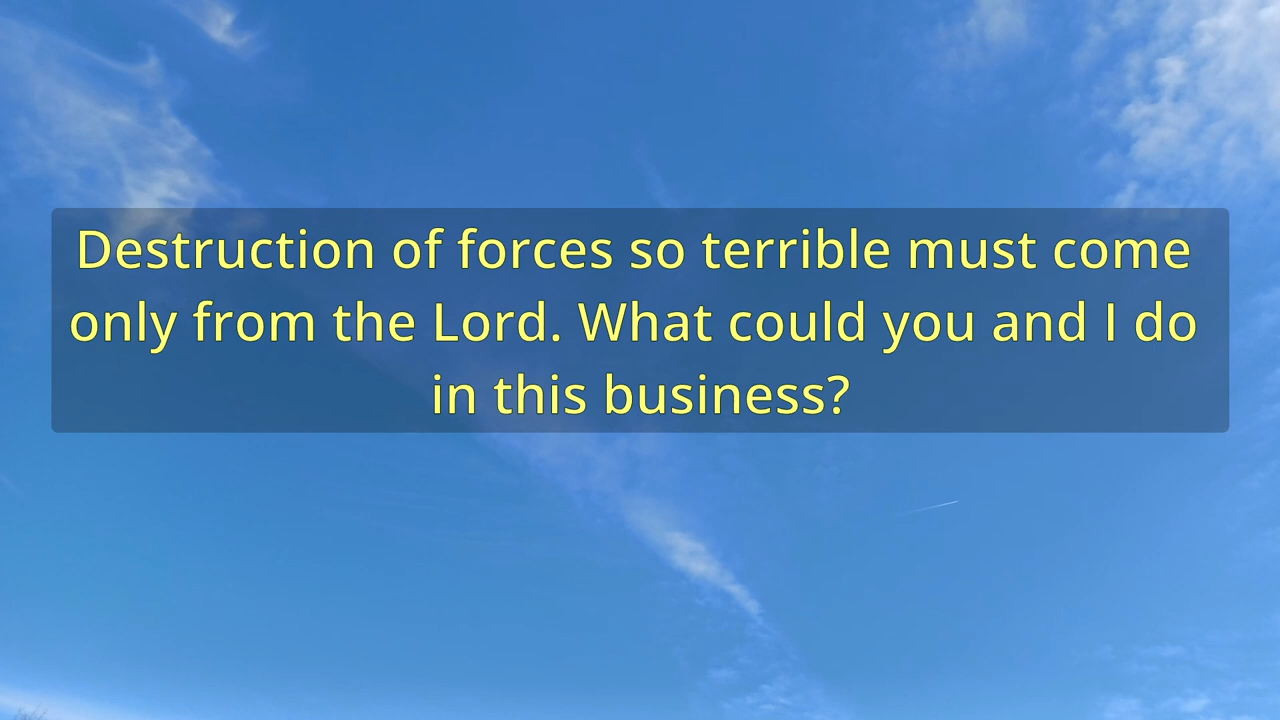 Destruction of forces so terrible must come
only from the Lord. What could you and I do
in this business?